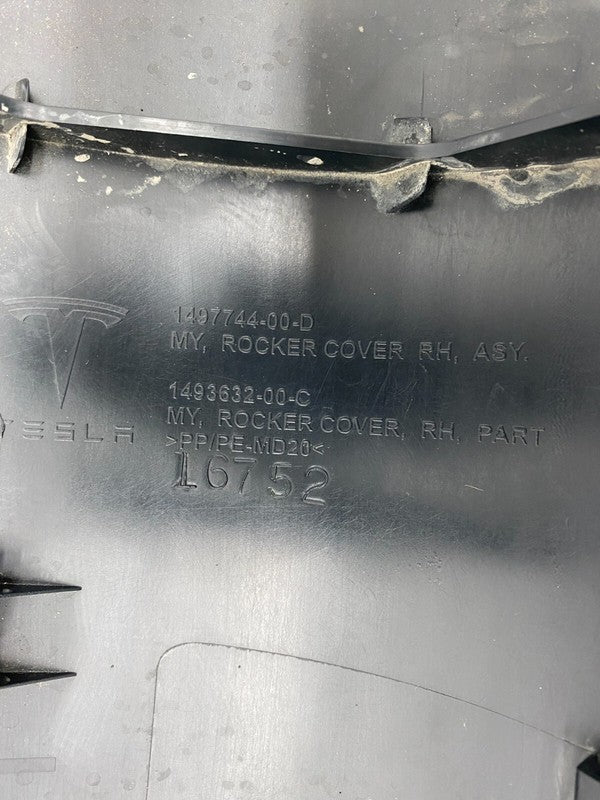 1497744-00-D
MY, ROCKER COVER RH, ASY.
1493632-00-C
MY, ROCKER COVER, RH, PART
TESLA
>PP/PE-MD20<
16752